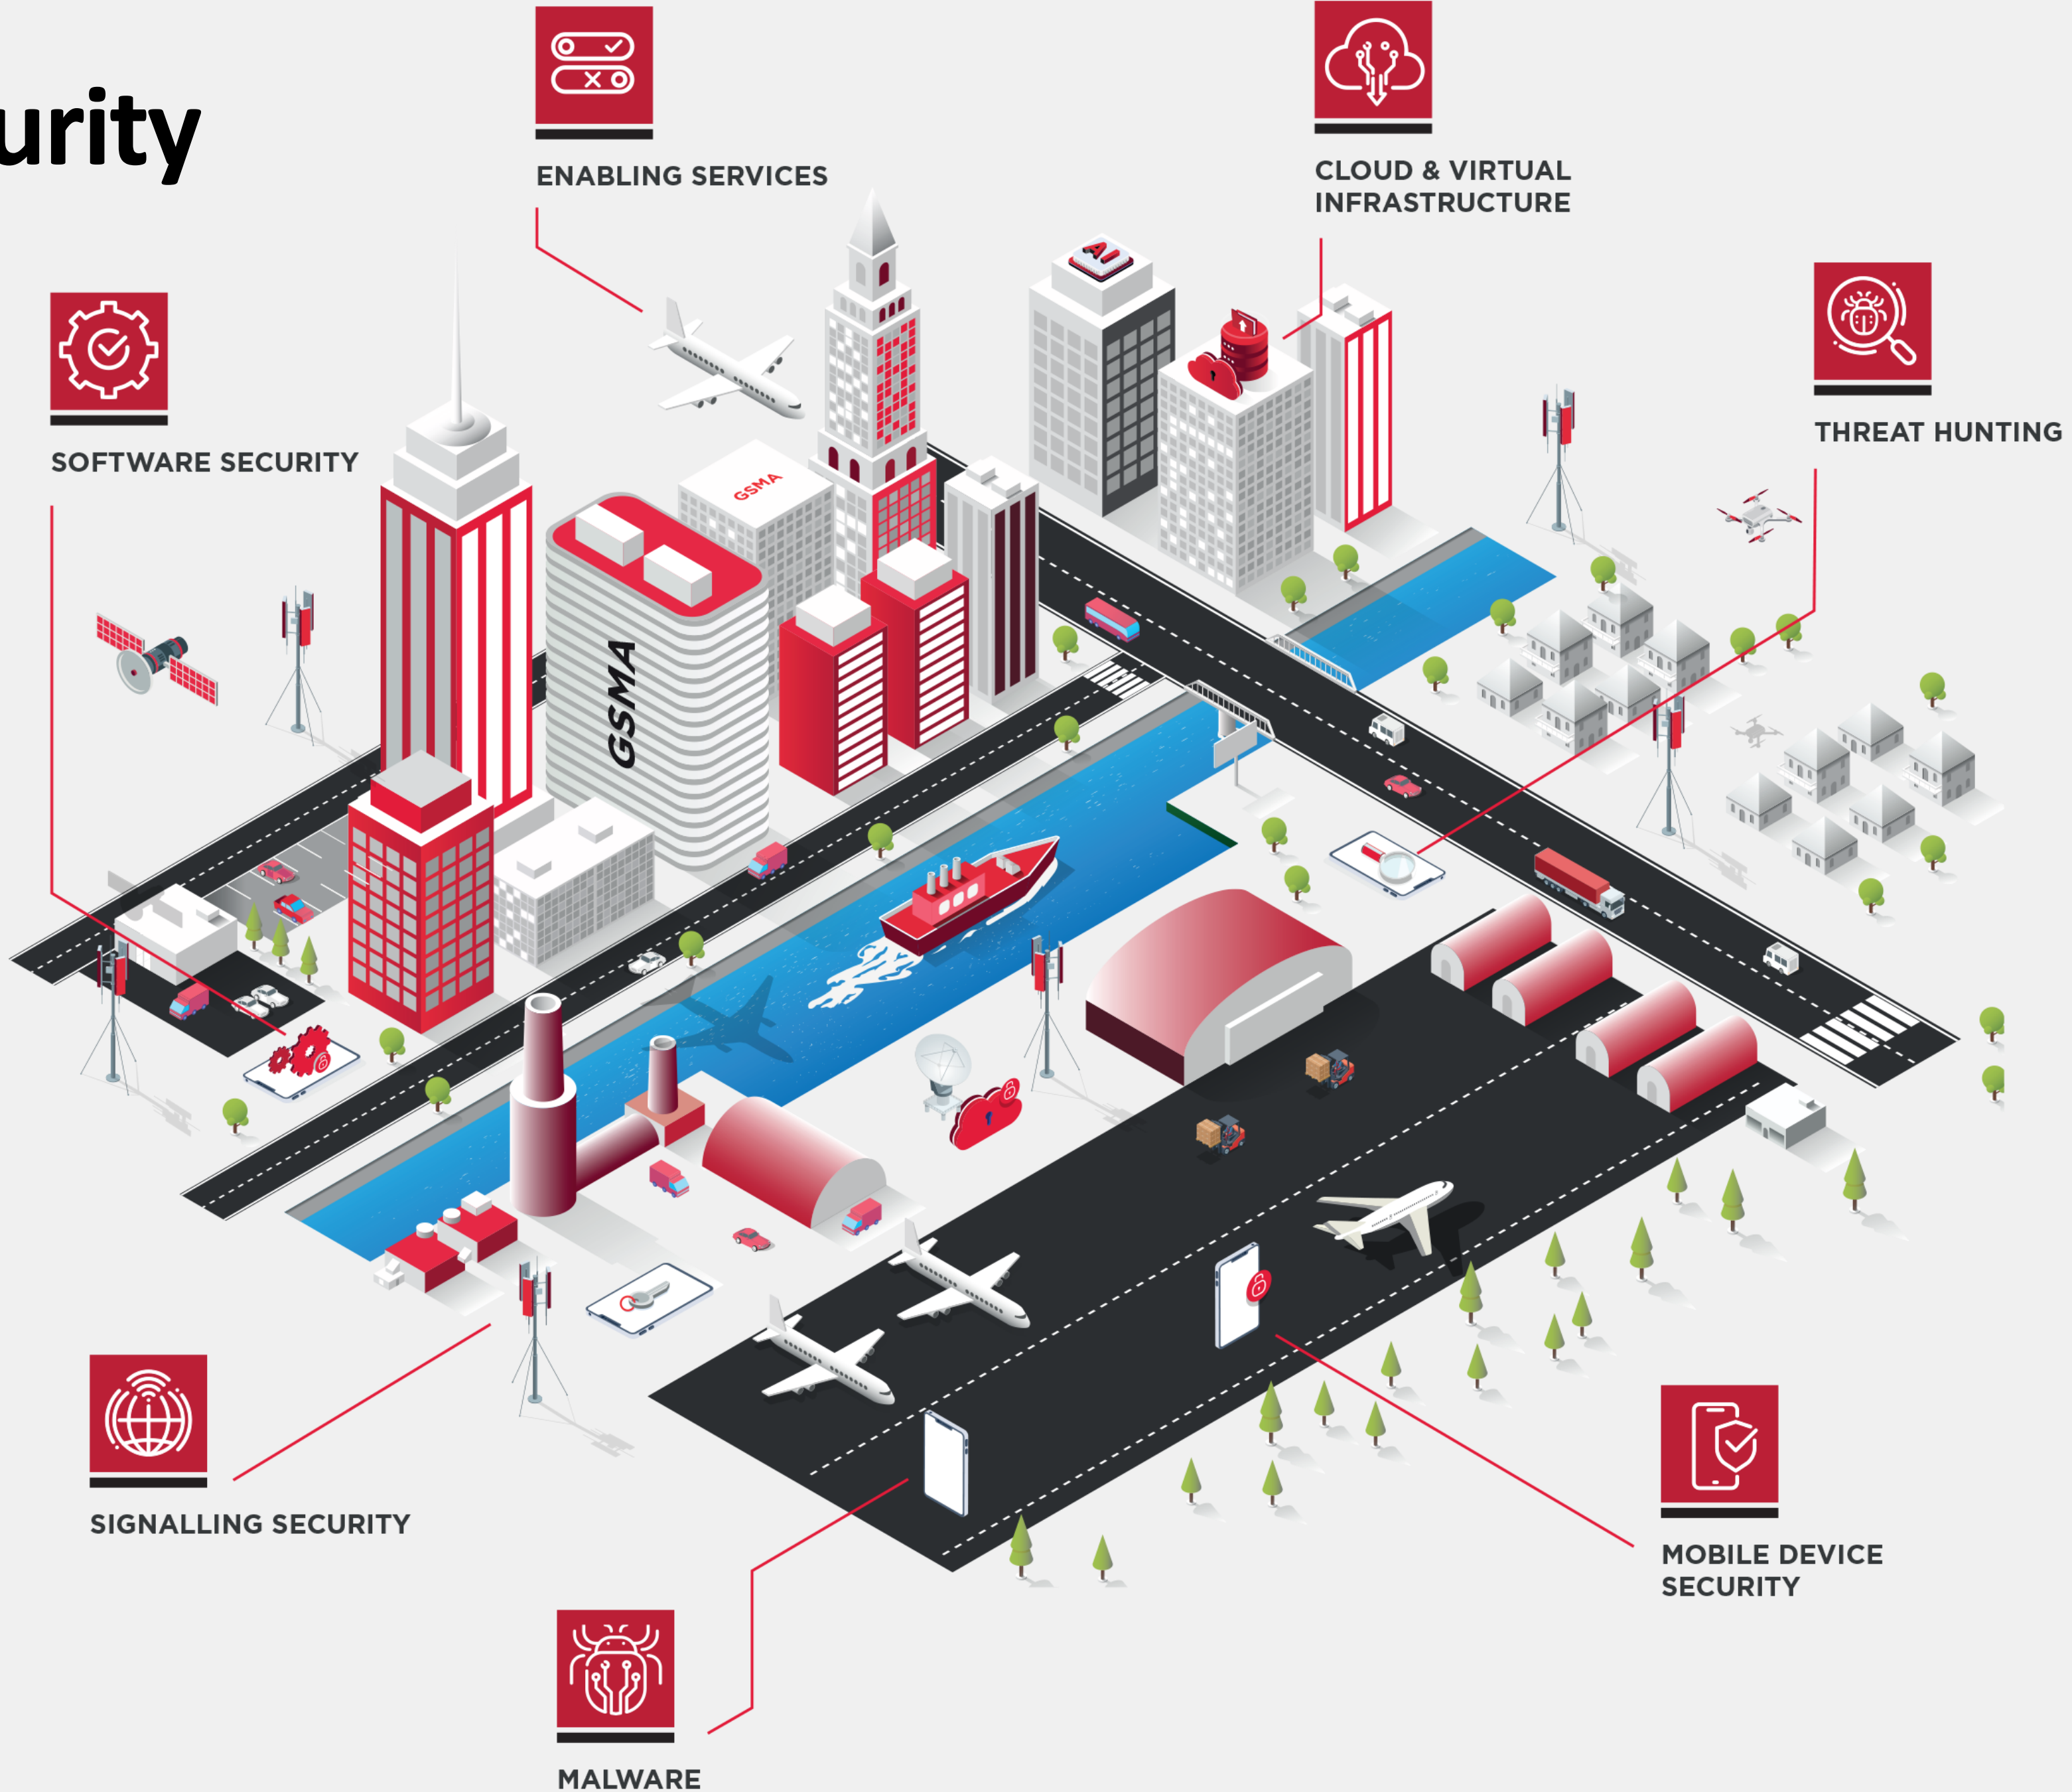 urity
ENABLING SERVICES
CLOUD & VIRTUAL
INFRASTRUCTURE
THREAT HUNTING
SOFTWARE SECURITY
AI
GSMA
GSMA
SIGNALLING SECURITY
MOBILE DEVICE
SECURITY
MALWARE